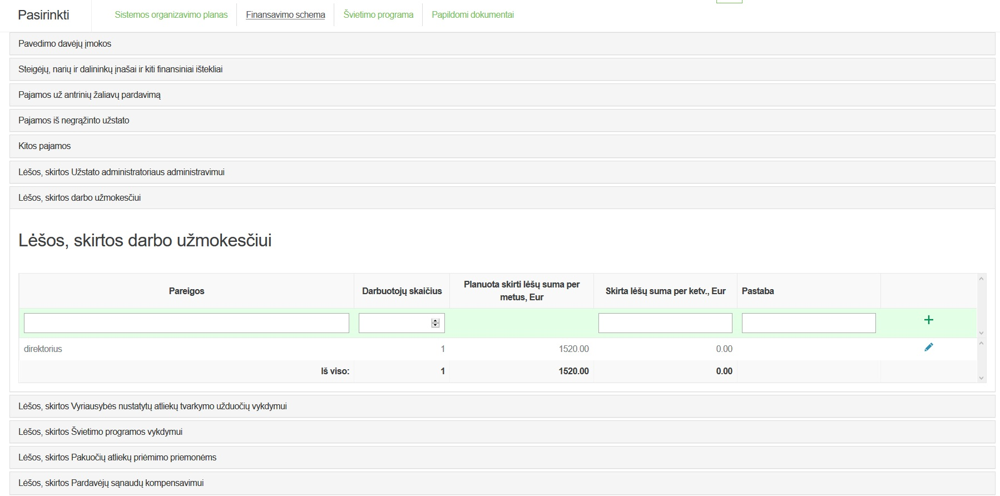 Pasirinkti
Sistemos organizavimo planas
Finansavimo schema
Švietimo programa
Papildomi dokumentai
Pavedimo davėjų įmokos
Steigėjų, narių ir dalininkų įnašai ir kiti finansiniai ištekliai
Pajamos už antrinių žaliavų pardavimą
Pajamos iš negrąžinto užstato
Kitos pajamos
Lėšos, skirtos Užstato administratoriaus administravimui
Lėšos, skirtos darbo užmokesčiui
Lėšos, skirtos darbo užmokesčiui
Pareigos
Darbuotojų skaičius
Planuota skirti lėšų suma per
metus, Eur
Skirta lėšų suma per ketv., Eur
Pastaba
direktorius 1 1520.00 0.00
Iš viso: 1 1520.00 0.00
Lėšos, skirtos Vyriausybės nustatytų atliekų tvarkymo užduočių vykdymui
Lėšos, skirtos Švietimo programos vykdymui
Lėšos, skirtos Pakuočių atliekų priėmimo priemonėms
Lėšos, skirtos Pardavėjų sąnaudų kompensavimui